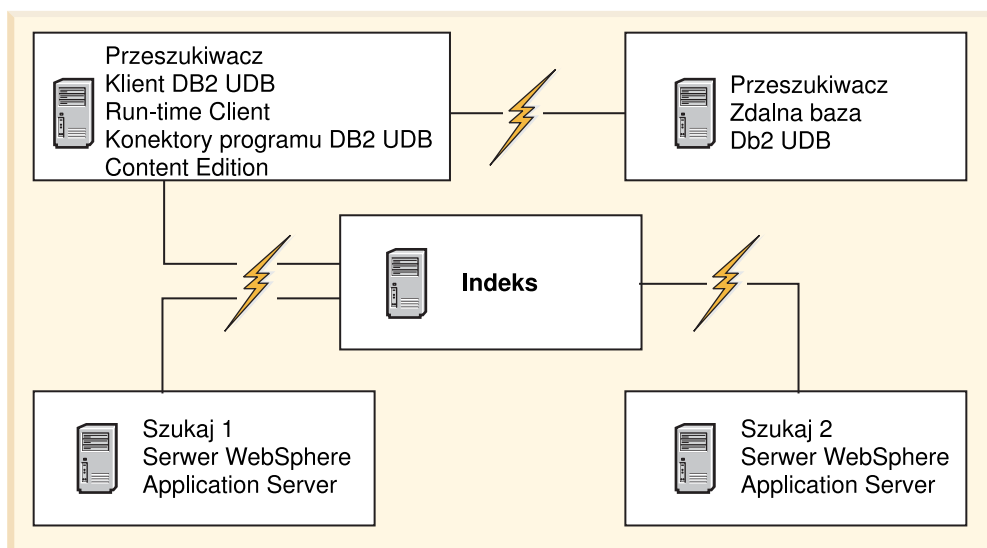 Przeszukiwacz
Klient DB2 UDB
Run-time Client
Konektory programu DB2 UDB
Content Edition
Przeszukiwacz
Zdalna baza
Db2 UDB
Indeks
Szukaj 1
Serwer WebSphere
Application Server
Szukaj 2
Serwer WebSphere
Application Server